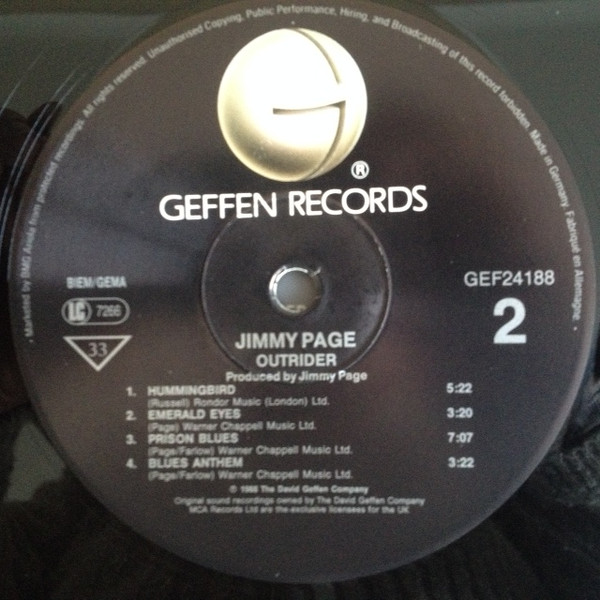 Marketed by BMG Ariola from protected recordings. All rights reserved. Unauthorised Copying, Public Performance, Hiring, and Broadcasting of this record forbidden. Made in Germany Fabriqué en Allemagne
G
®
GEFFEN RECORDS
BIEM/GEMA
LC 7266
33
GEF24188
2
JIMMY PAGE
OUTRIDER
Produced by Jimmy Page
1. HUMMINGBIRD 5:22
(Russell) Rondor Music (London) Ltd.
2. EMERALD EYES 3:20
(Page) Warner Chappell Music Ltd.
3. PRISON BLUES 7:07
(Page/Farlow) Warner Chappell Music Ltd.
4. BLUES ANTHEM 3:22
(Page/Farlow) Warner Chappell Music Ltd.
℗ 1988 The David Geffen Company
Original sound recordings owned by The David Geffen Company
MCA Records Ltd are the exclusive licensees for the UK